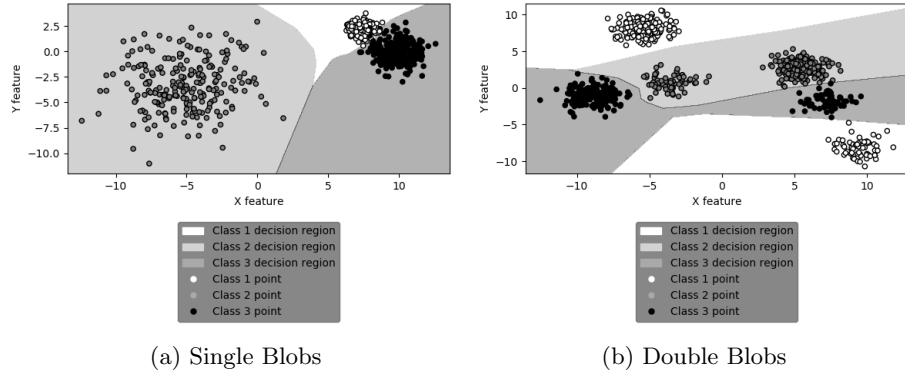 2.5
0.0
−2.5
−5.0
−7.5
−10.0
Y feature
−10
−5
0
5
10
X feature
Class 1 decision region
Class 2 decision region
Class 3 decision region
Class 1 point
Class 2 point
Class 3 point
(a) Single Blobs
10
5
0
−5
−10
Y feature
−10
−5
0
5
10
X feature
Class 1 decision region
Class 2 decision region
Class 3 decision region
Class 1 point
Class 2 point
Class 3 point
(b) Double Blobs